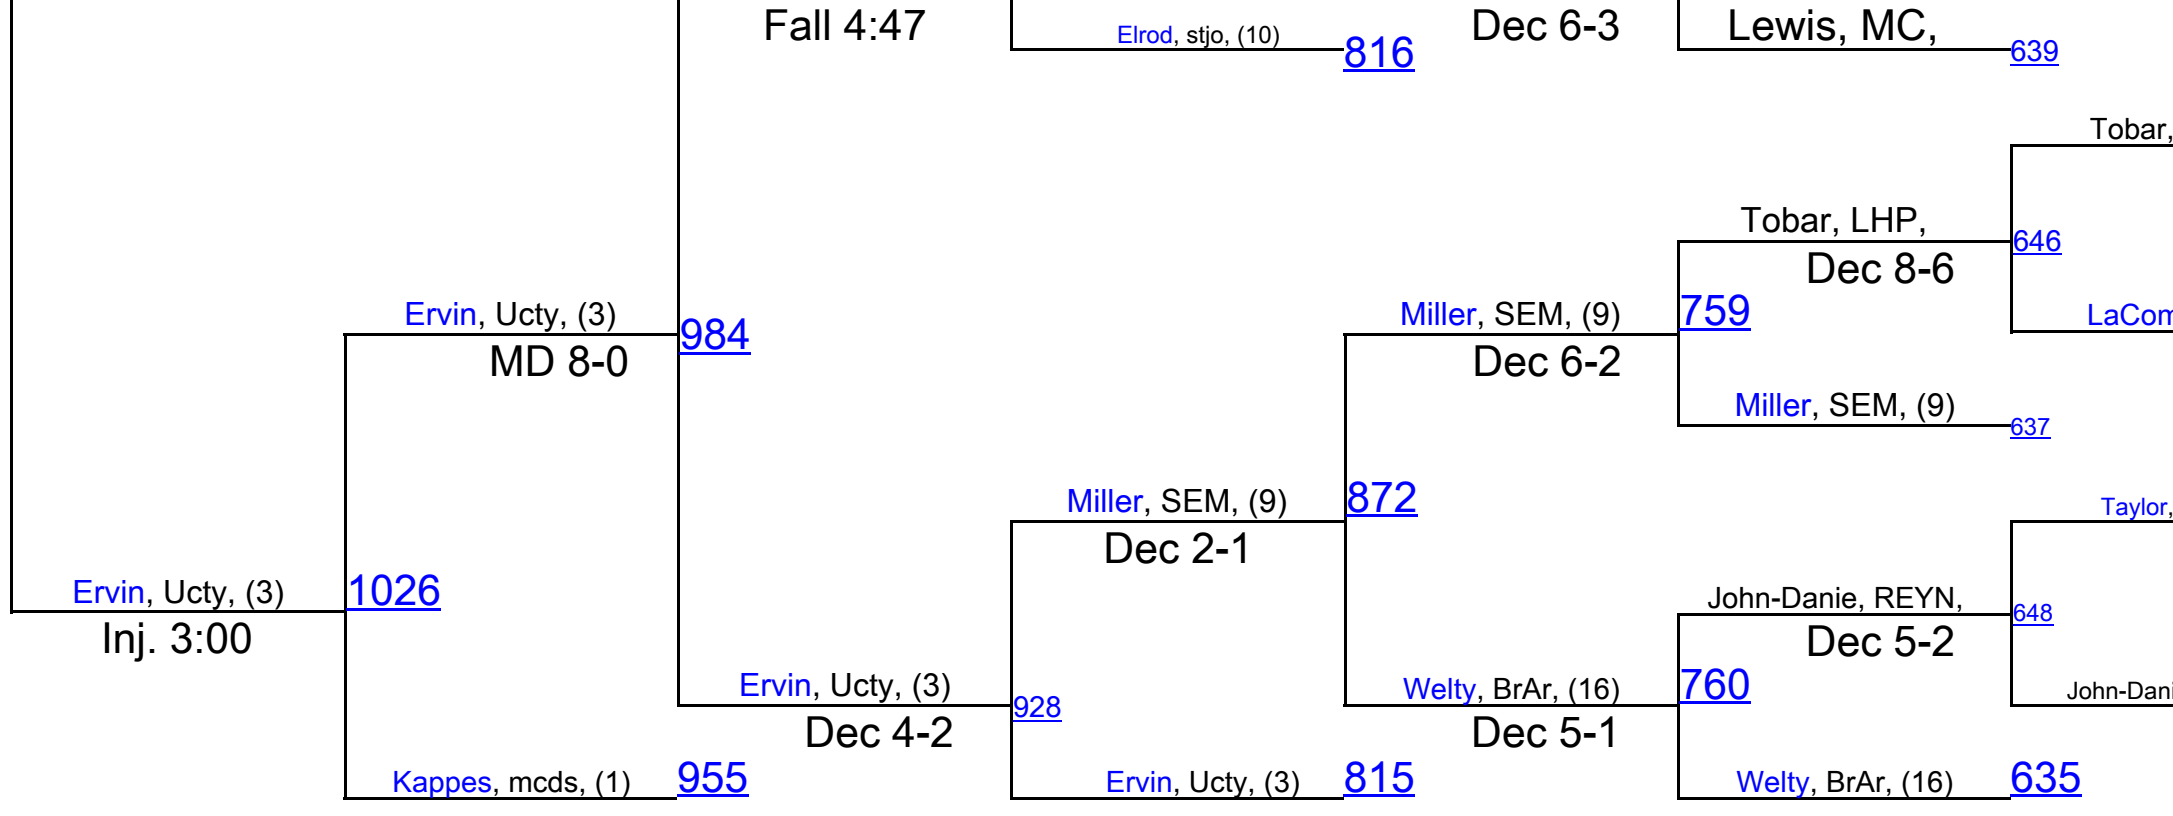 Fall 4:47
Elrod, stjo, (10)
816
Dec 6-3
Lewis, MC,
639
Tobar,
Tobar, LHP,
646
Dec 8-6
Ervin, Ucty, (3)
984
MD 8-0
Miller, SEM, (9)
759
Dec 6-2
LaCom
Miller, SEM, (9)
637
Miller, SEM, (9)
872
Dec 2-1
Taylor,
Ervin, Ucty, (3)
1026
Inj. 3:00
John-Danie, REYN,
648
Dec 5-2
Ervin, Ucty, (3)
928
Dec 4-2
Welty, BrAr, (16)
760
Dec 5-1
John-Dani
Kappes, mcds, (1)
955
Ervin, Ucty, (3)
815
Welty, BrAr, (16)
635